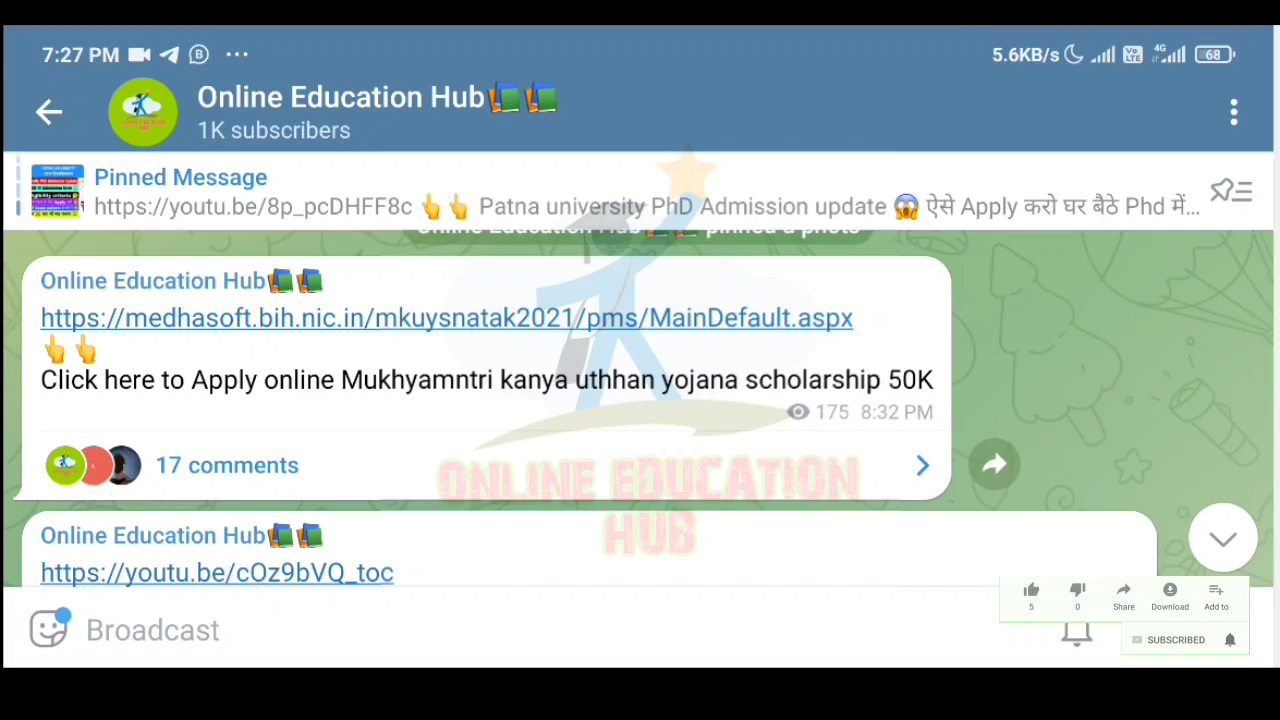 7:27 PM
5.6KB/s
Vo LTE
4G
68
Online Education Hub
1K subscribers
Pinned Message
https://youtu.be/8p_pcDHFF8c 👆👆 Patna university PhD Admission update 😱 ऐसे Apply करो घर बैठे Phd में...
Online Education Hub pinned a photo
Online Education Hub
https://medhasoft.bih.nic.in/mkuysnatak2021/pms/MainDefault.aspx
👆👆
Click here to Apply online Mukhyamntri kanya uthhan yojana scholarship 50K
175 8:32 PM
17 comments
ONLINE EDUCATION
HUB
Online Education Hub
https://youtu.be/cOz9bVQ_toc
Broadcast
5 0 Share Download Add to
SUBSCRIBED